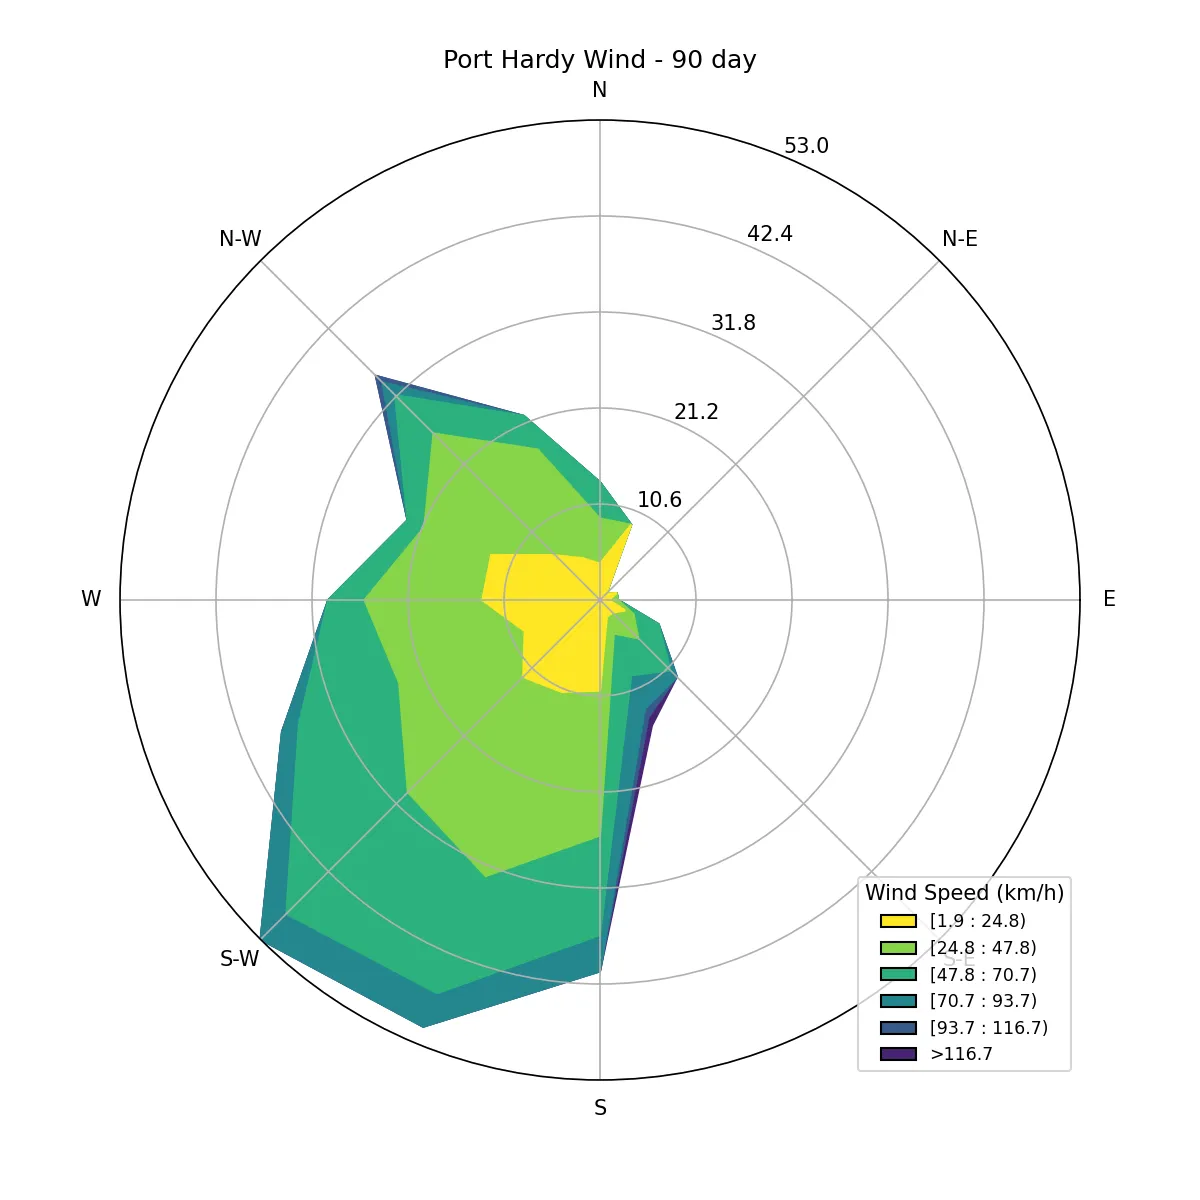 Port Hardy Wind - 90 day
N
53.0
N-W
42.4
N-E
31.8
21.2
10.6
W
E
S-W
S-E
S
Wind Speed (km/h)
[1.9 : 24.8)
[24.8 : 47.8)
[47.8 : 70.7)
[70.7 : 93.7)
[93.7 : 116.7)
>116.7